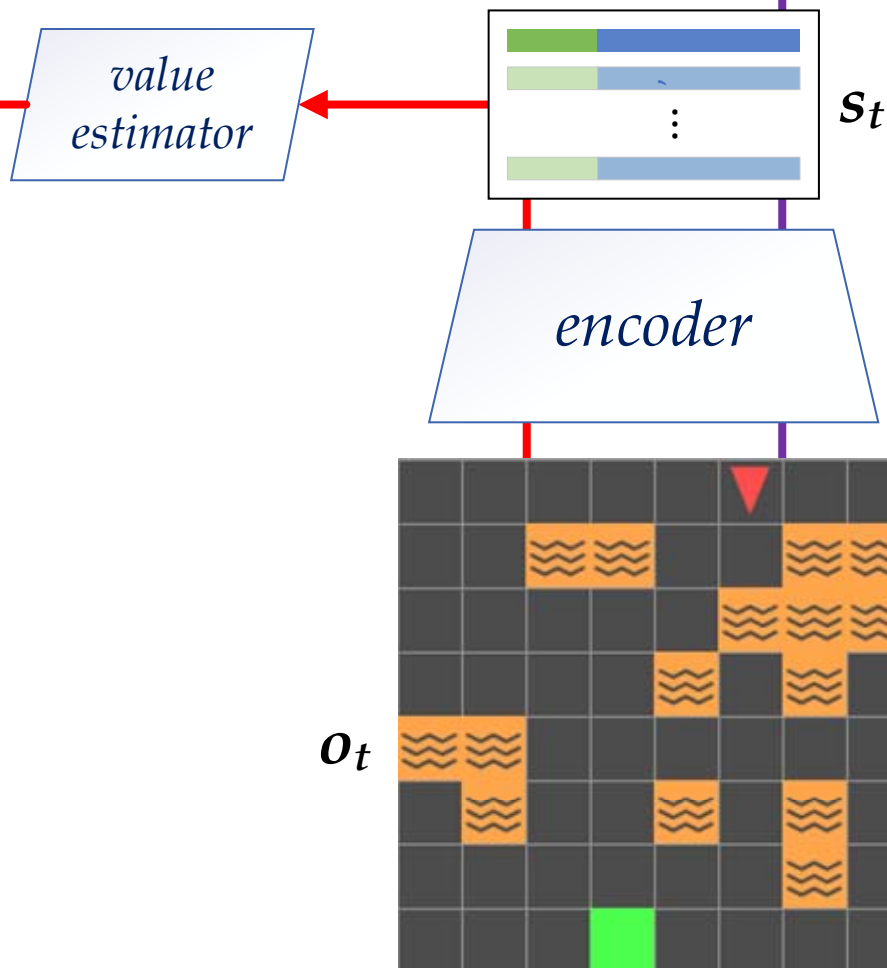 value
estimator
⋮
s_t
encoder
o_t